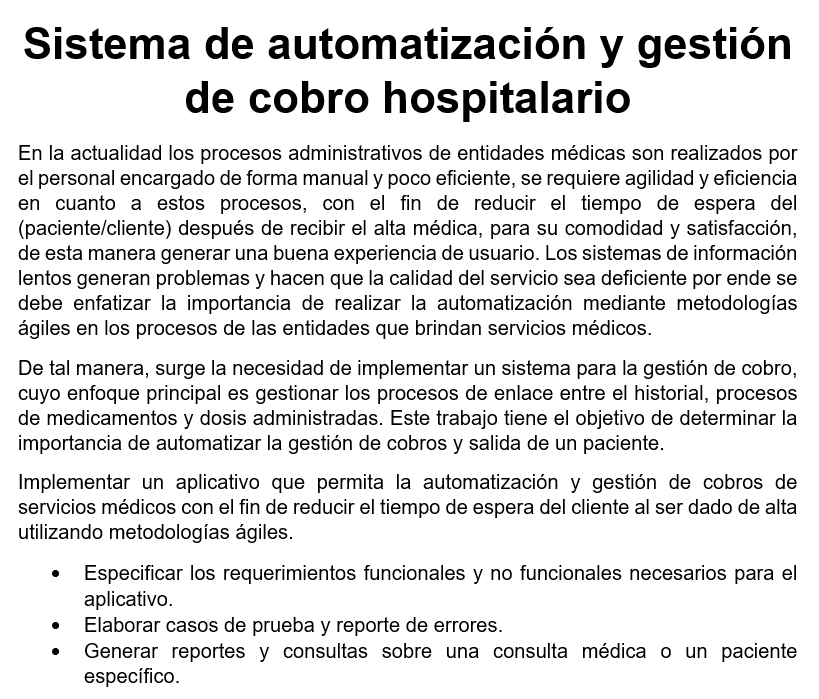 Sistema de automatización y gestión
de cobro hospitalario
En la actualidad los procesos administrativos de entidades médicas son realizados por
el personal encargado de forma manual y poco eficiente, se requiere agilidad y eficiencia
en cuanto a estos procesos, con el fin de reducir el tiempo de espera del
(paciente/cliente) después de recibir el alta médica, para su comodidad y satisfacción,
de esta manera generar una buena experiencia de usuario. Los sistemas de información
lentos generan problemas y hacen que la calidad del servicio sea deficiente por ende se
debe enfatizar la importancia de realizar la automatización mediante metodologías
ágiles en los procesos de las entidades que brindan servicios médicos.
De tal manera, surge la necesidad de implementar un sistema para la gestión de cobro,
cuyo enfoque principal es gestionar los procesos de enlace entre el historial, procesos
de medicamentos y dosis administradas. Este trabajo tiene el objetivo de determinar la
importancia de automatizar la gestión de cobros y salida de un paciente.
Implementar un aplicativo que permita la automatización y gestión de cobros de
servicios médicos con el fin de reducir el tiempo de espera del cliente al ser dado de alta
utilizando metodologías ágiles.
• Especificar los requerimientos funcionales y no funcionales necesarios para el
aplicativo.
• Elaborar casos de prueba y reporte de errores.
• Generar reportes y consultas sobre una consulta médica o un paciente
específico.